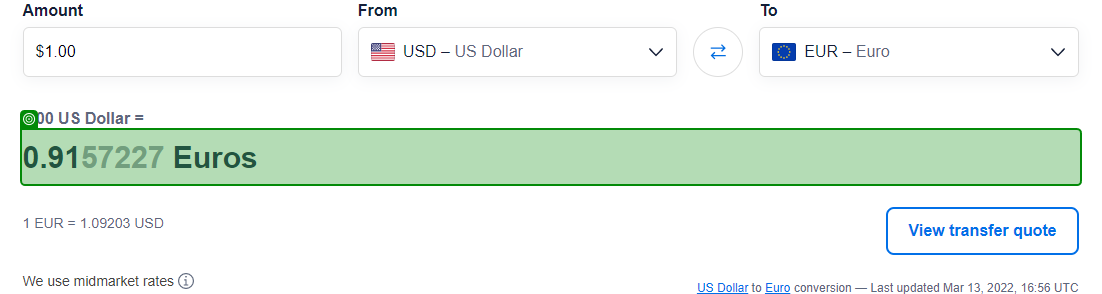 Amount From To
$1.00 USD – US Dollar EUR – Euro
00 US Dollar =
0.9157227 Euros
1 EUR = 1.09203 USD
View transfer quote
We use midmarket rates
US Dollar to Euro conversion — Last updated Mar 13, 2022, 16:56 UTC